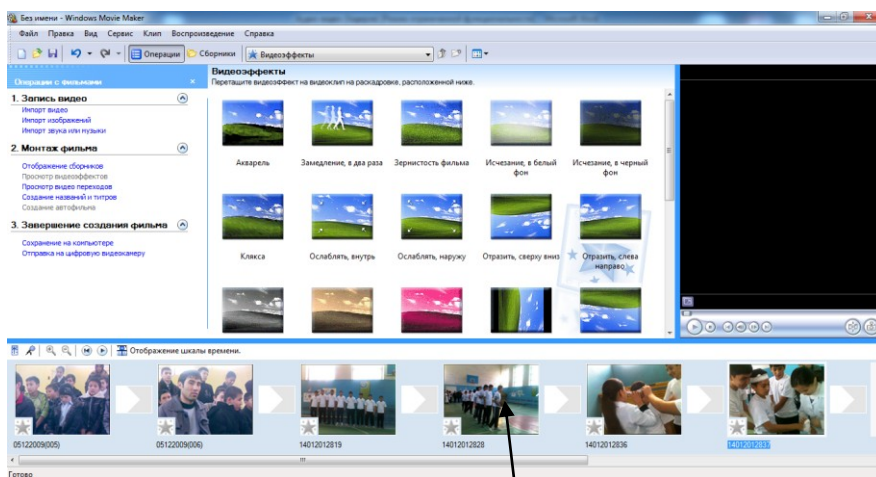 Без имени - Windows Movie Maker
Файл Правка Вид Сервис Клип Воспроизведение Справка
Операции Сборники Видеоэффекты
Операции с фильмами
1. Запись видео
Импорт видео
Импорт изображений
Импорт звука или музыки
2. Монтаж фильма
Отображение сборников
Просмотр видеоэффектов
Просмотр видео переходов
Создание названий и титров
Создание автофильма
3. Завершение создания фильма
Сохранение на компьютере
Отправка на цифровую видеокамеру
Видеоэффекты
Перетащите видеоэффект на видеоклип на раскадровке, расположенной ниже.
Акварель
Замедление, в два раза
Зернистость фильма
Исчезание, в белый
фон
Исчезание, в черный
фон
Клякса
Ослаблять, внутрь
Ослаблять, наружу
Отразить, сверху вниз
Отразить, слева
направо
Отображение шкалы времени.
05122009(005)
05122009(006)
14012012819
14012012828
14012012836
14012012837
Готово